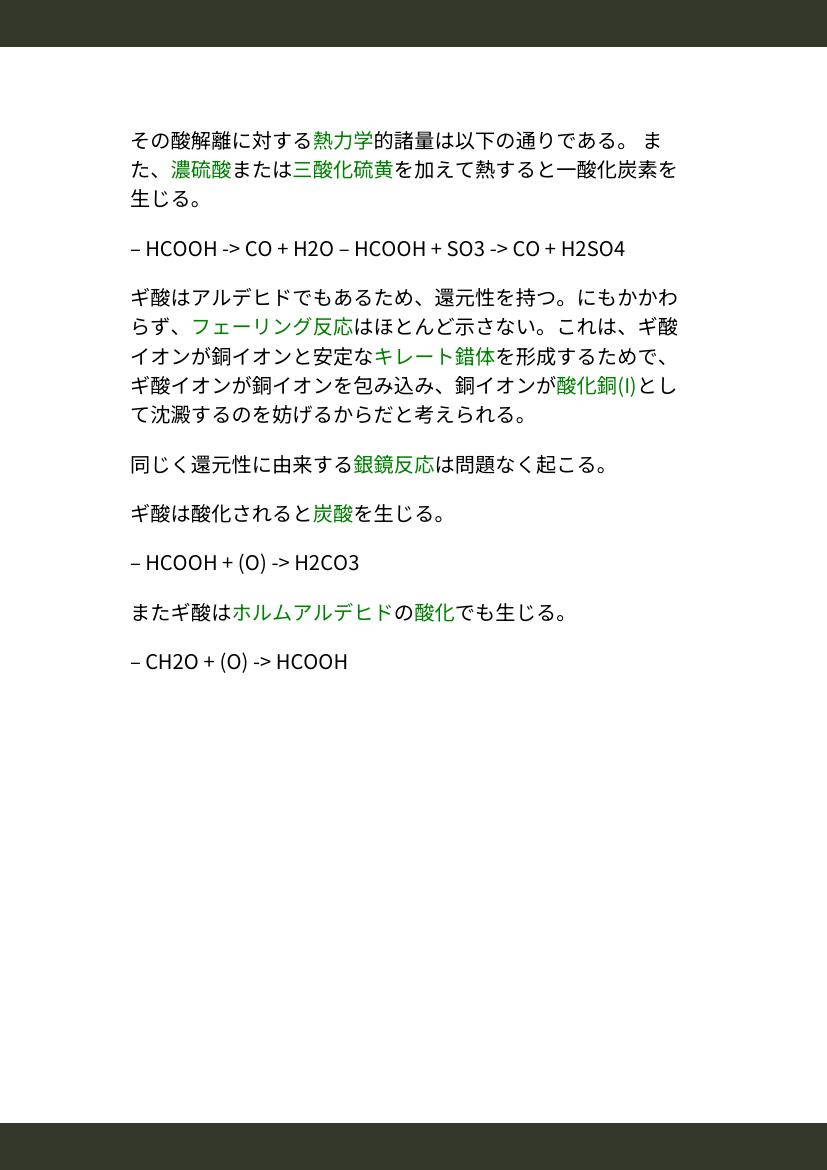 その酸解離に対する熱力学的諸量は以下の通りである。 ま
た、濃硫酸または三酸化硫黄を加えて熱すると一酸化炭素を
生じる。
– HCOOH -> CO + H2O – HCOOH + SO3 -> CO + H2SO4
ギ酸はアルデヒドでもあるため、還元性を持つ。にもかかわ
らず、フェーリング反応はほとんど示さない。これは、ギ酸
イオンが銅イオンと安定なキレート錯体を形成するためで、
ギ酸イオンが銅イオンを包み込み、銅イオンが酸化銅(I)とし
て沈澱するのを妨げるからだと考えられる。
同じく還元性に由来する銀鏡反応は問題なく起こる。
ギ酸は酸化されると炭酸を生じる。
– HCOOH + (O) -> H2CO3
またギ酸はホルムアルデヒドの酸化でも生じる。
– CH2O + (O) -> HCOOH